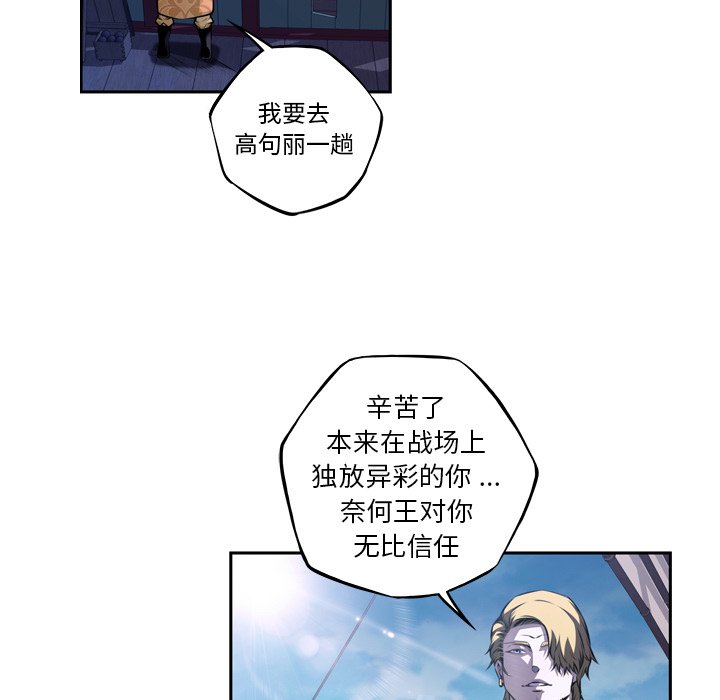 我要去
高句丽一趟
辛苦了
本来在战场上
独放异彩的你 ...
奈何王对你
无比信任